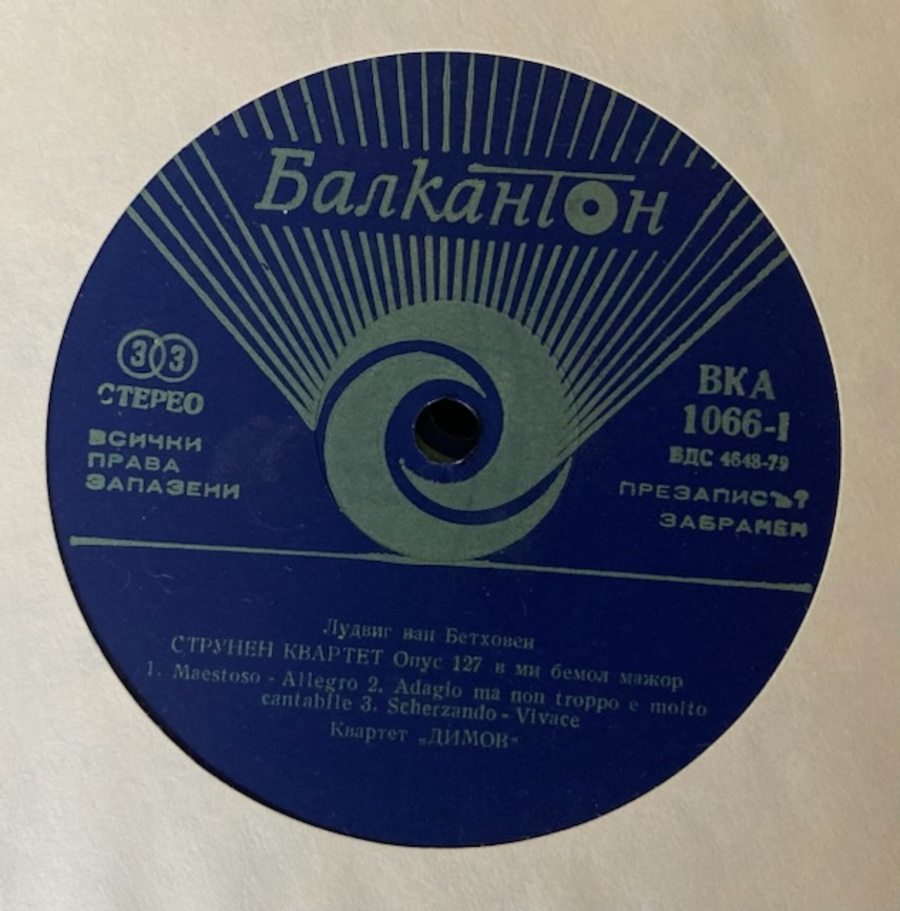 Балкантон
33
СТЕРЕО
ВСИЧКИ
ПРАВА
ЗАПАЗЕНИ
ВКА
1066-I
БДС 4648-79
ПРЕЗАПИСЪТ
ЗАБРАНЕН
Лудвиг ван Бетховен
СТРУНЕН КВАРТЕТ Опус 127 в ми бемол мажор
1. Maestoso - Allegro 2. Adagio ma non troppo e molto
cantabile 3. Scherzando - Vivace
Квартет „ДИМОВ“